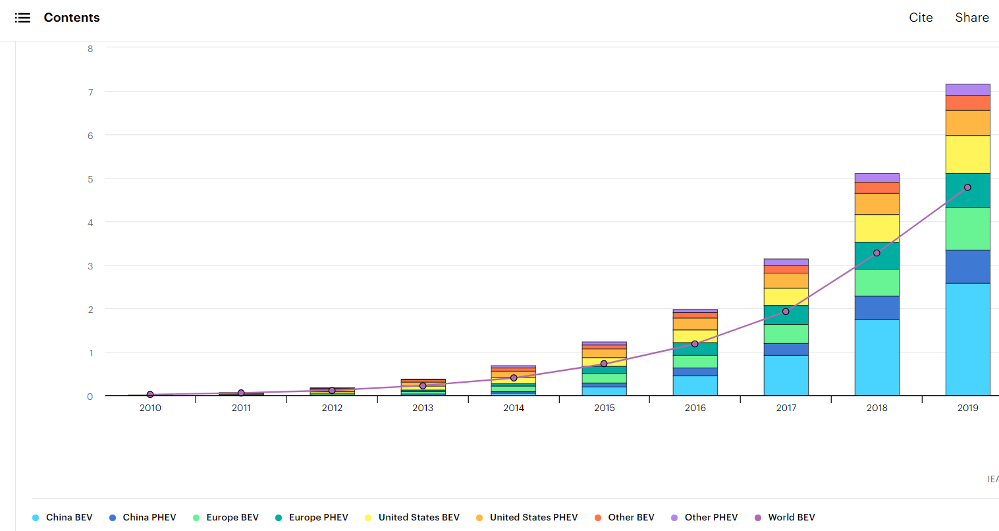 Contents
Cite Share
8
7
6
5
4
3
2
1
0
2010 2011 2012 2013 2014 2015 2016 2017 2018 2019
IEA
China BEV China PHEV Europe BEV Europe PHEV United States BEV United States PHEV Other BEV Other PHEV World BEV